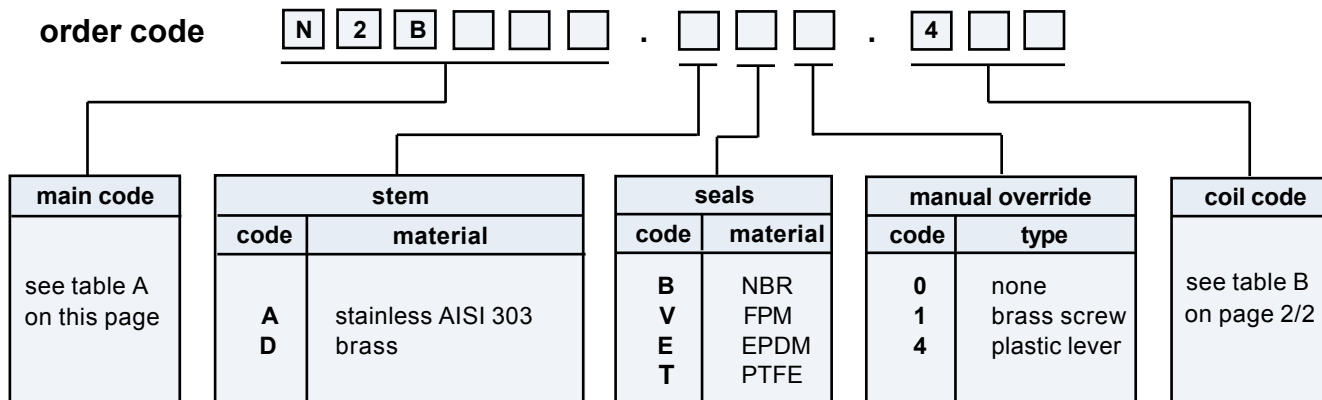 order code N 2 B . . 4
main code
see table A
on this page
stem
code material
A stainless AISI 303
D brass
seals
code material
B NBR
V FPM
E EPDM
T PTFE
manual override
code type
0 none
1 brass screw
4 plastic lever
coil code
see table B
on page 2/2